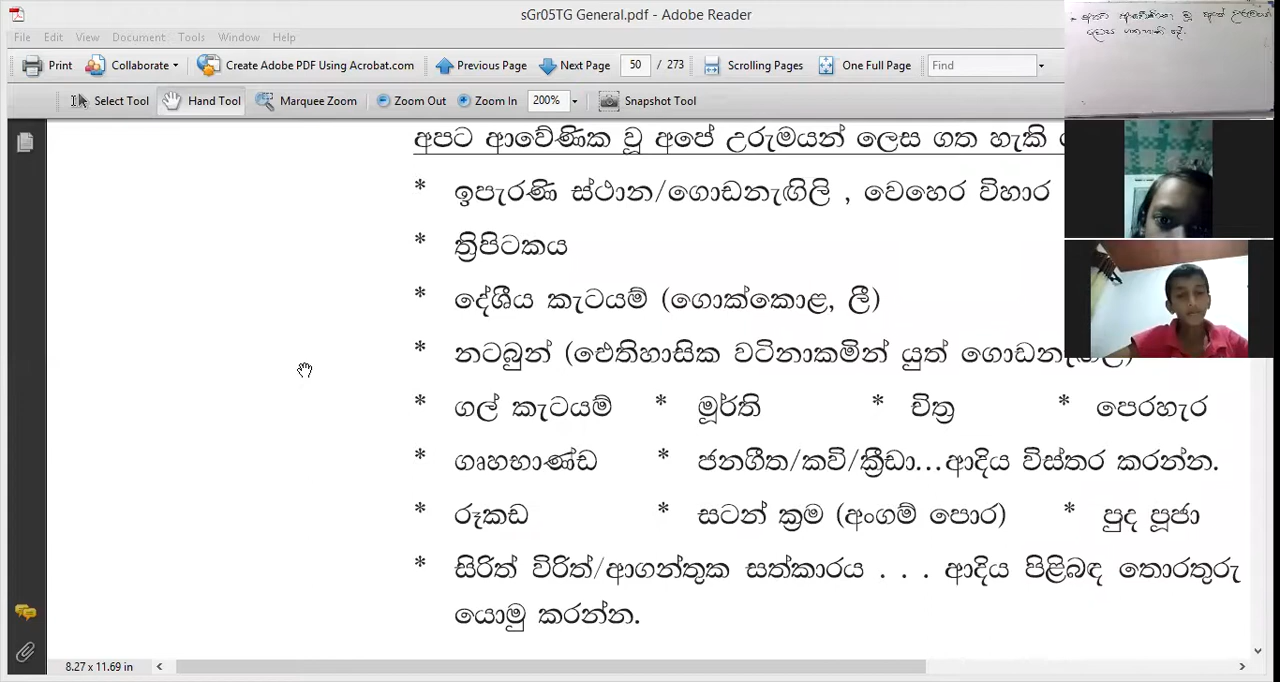 sGr05TG General.pdf - Adobe Reader
File Edit View Document Tools Window Help
Print Collaborate Create Adobe PDF Using Acrobat.com Previous Page Next Page 50 / 273 Scrolling Pages One Full Page Find
Select Tool Hand Tool Marquee Zoom Zoom Out Zoom In 200% Snapshot Tool
අපට ආවේණික වූ අපේ උරුමයන් ලෙස ගත හැකි
* ඉපැරණි ස්ථාන/ගොඩනැඟිලි , වෙහෙර විහාර
* ත්‍රිපිටකය
* දේශීය කැටයම් (ගොක්කොළ, ලී)
* නටබුන් (ඓතිහාසික වටිනාකමින් යුත් ගොඩනැඟිලි)
* ගල් කැටයම් * මූර්ති * චිත්‍ර * පෙරහැර
* ගෘහභාණ්ඩ * ජනගීත/කවි/ක්‍රීඩා...ආදිය විස්තර කරන්න.
* රූකඩ * සටන් ක්‍රම (අංගම් පොර) * පුද පූජා
* සිරිත් විරිත්/ආගන්තුක සත්කාරය . . . ආදිය පිළිබඳ තොරතුරු
යොමු කරන්න.
8.27 x 11.69 in